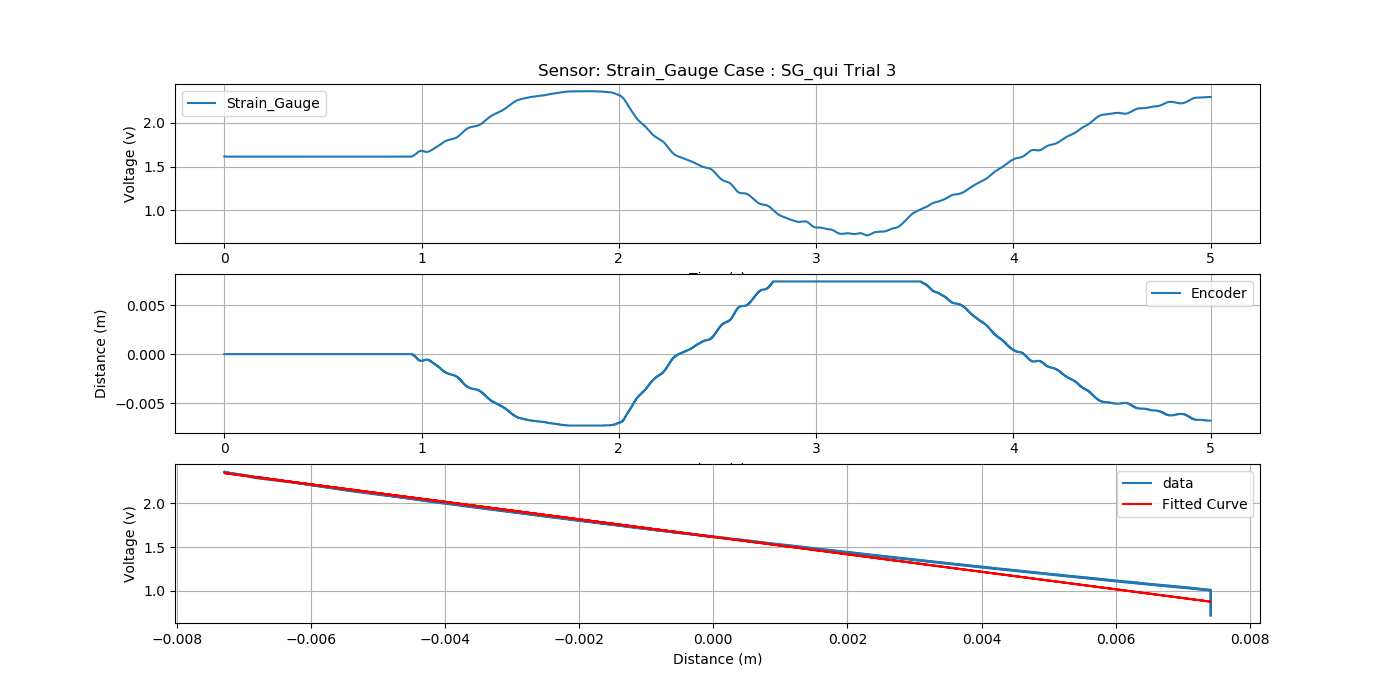 Sensor: Strain_Gauge Case : SG_qui Trial 3
Strain_Gauge
Voltage (v)
2.0
1.5
1.0
0 1 2 3 4 5
Encoder
Distance (m)
0.005
0.000
−0.005
0 1 2 3 4 5
data
Fitted Curve
Voltage (v)
2.0
1.5
1.0
−0.008 −0.006 −0.004 −0.002 0.000 0.002 0.004 0.006 0.008
Distance (m)